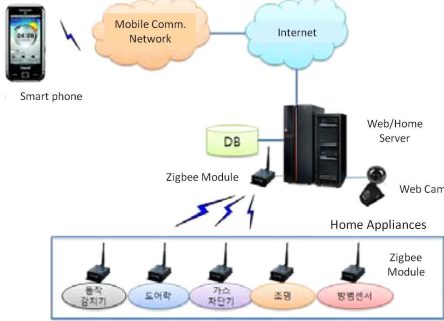 Mobile Comm.
Network
Internet
Smart phone
Web/Home
Server
DB
Zigbee Module
Web Cam
Home Appliances
Zigbee
Module
동작
감지기
도어락
가스
차단기
조명
방범센서